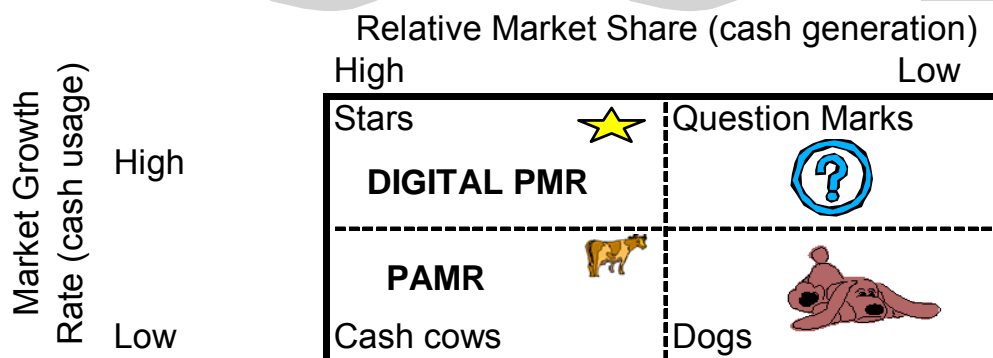 Relative Market Share (cash generation)
High Low
Market Growth
Rate (cash usage)
Stars Question Marks
?
High
DIGITAL PMR
PAMR
Low
Cash cows Dogs